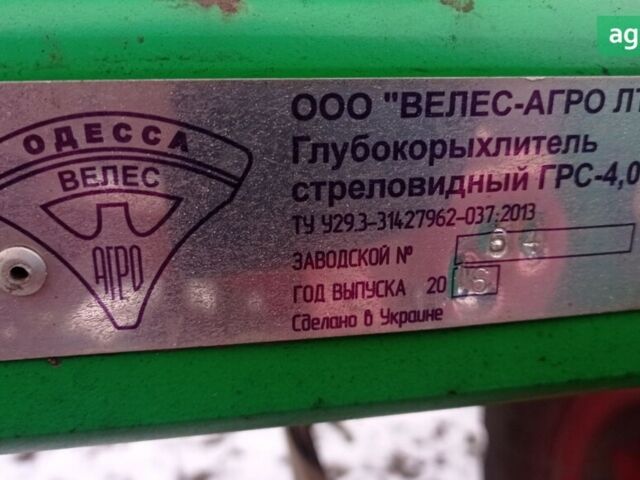 ag
ОДЕССА
ВЕЛЕС
АГРО
ООО "ВЕЛЕС-АГРО ЛТ
Глубокорыхлитель
стреловидный ГРС-4,0
ТУ У29.3-31427962-037:2013
ЗАВОДСКОЙ №
ГОД ВЫПУСКА 20
Сделано в Украине